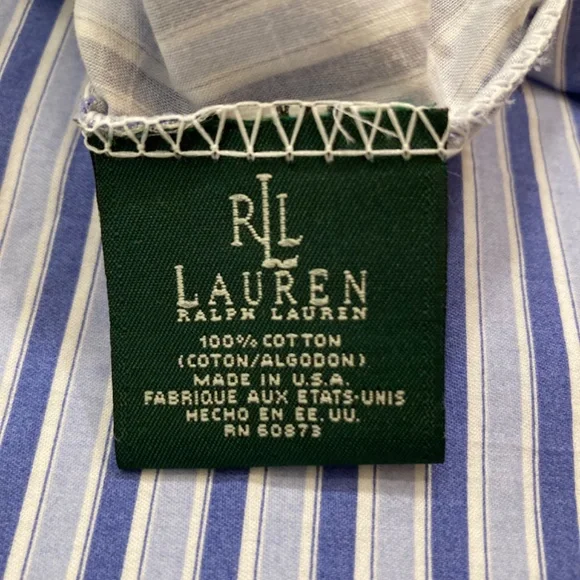 RLL
LAUREN
RALPH LAUREN
100% COTTON
(COTON/ALGODON)
MADE IN U.S.A.
FABRIQUE AUX ETATS-UNIS
HECHO EN EE.UU.
RN 60873